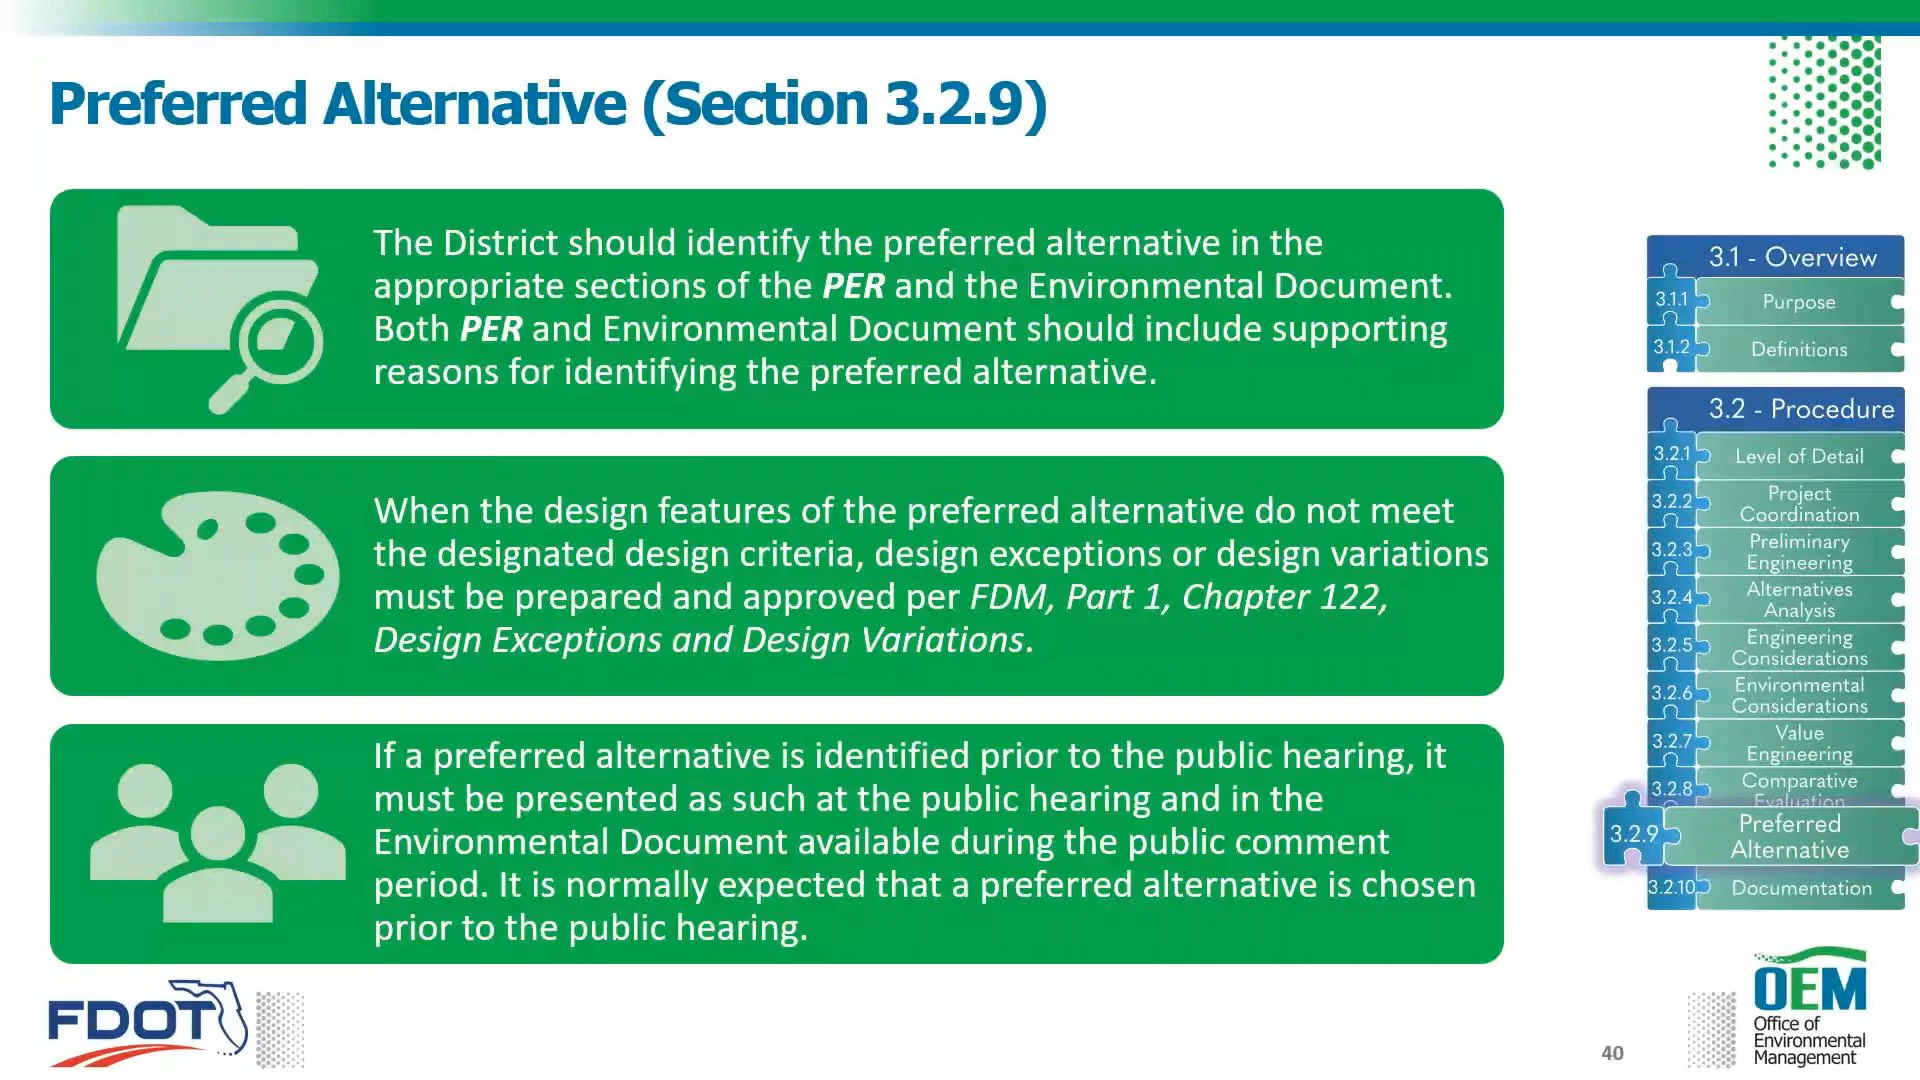 Preferred Alternative (Section 3.2.9)
The District should identify the preferred alternative in the
appropriate sections of the PER and the Environmental Document.
Both PER and Environmental Document should include supporting
reasons for identifying the preferred alternative.
When the design features of the preferred alternative do not meet
the designated design criteria, design exceptions or design variations
must be prepared and approved per FDM, Part 1, Chapter 122,
Design Exceptions and Design Variations.
If a preferred alternative is identified prior to the public hearing, it
must be presented as such at the public hearing and in the
Environmental Document available during the public comment
period. It is normally expected that a preferred alternative is chosen
prior to the public hearing.
3.1 - Overview
3.1.1 Purpose
3.1.2 Definitions
3.2 - Procedure
3.2.1 Level of Detail
3.2.2 Project
Coordination
3.2.3 Preliminary
Engineering
3.2.4 Alternatives
Analysis
3.2.5 Engineering
Considerations
3.2.6 Environmental
Considerations
3.2.7 Value
Engineering
3.2.8 Comparative
Evaluation
3.2.9 Preferred
Alternative
3.2.10 Documentation
FDOT
40
OEM
Office of
Environmental
Management